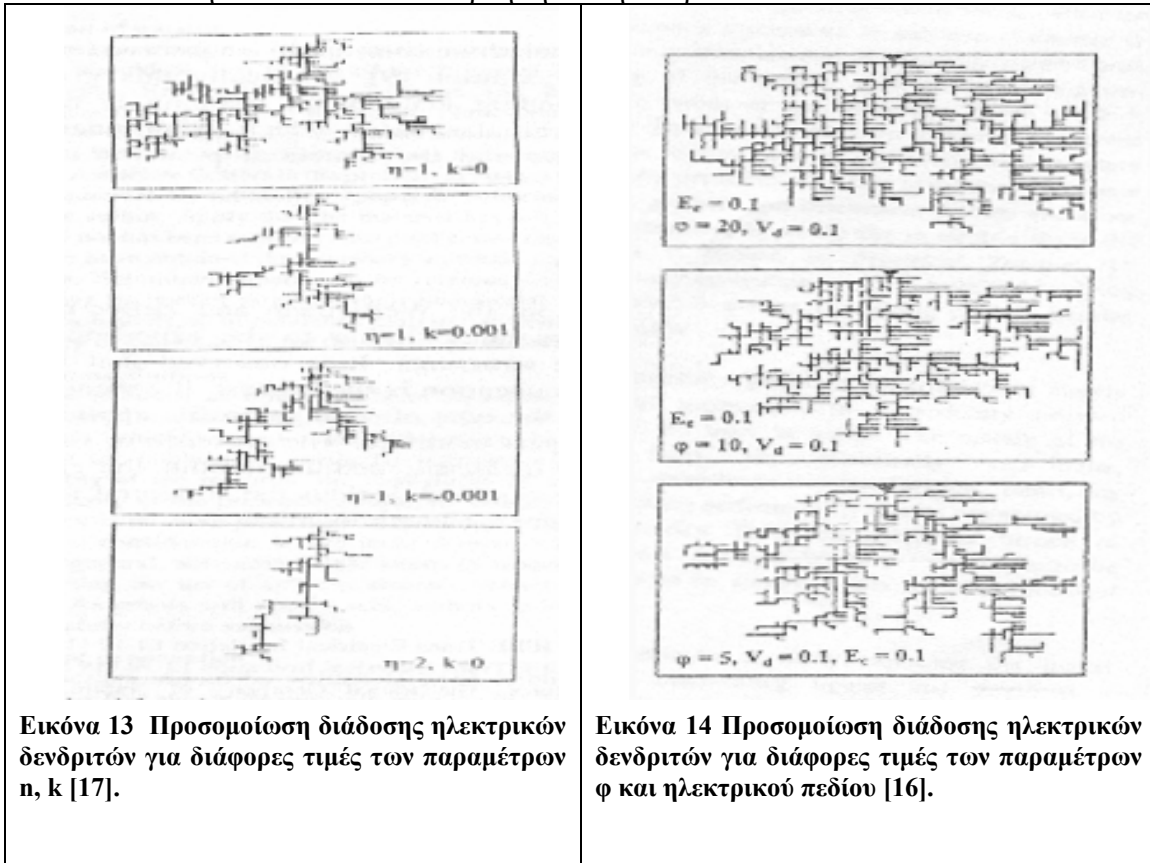 η=1, k=0
η=1, k=0.001
η=1, k=-0.001
η=2, k=0
Εικόνα 13 Προσομοίωση διάδοσης ηλεκτρικών
δενδριτών για διάφορες τιμές των παραμέτρων
n, k [17].
E_c = 0.1
φ = 20, V_d = 0.1
E_c = 0.1
φ = 10, V_d = 0.1
φ = 5, V_d = 0.1, E_c = 0.1
Εικόνα 14 Προσομοίωση διάδοσης ηλεκτρικών
δενδριτών για διάφορες τιμές των παραμέτρων
φ και ηλεκτρικού πεδίου [16].